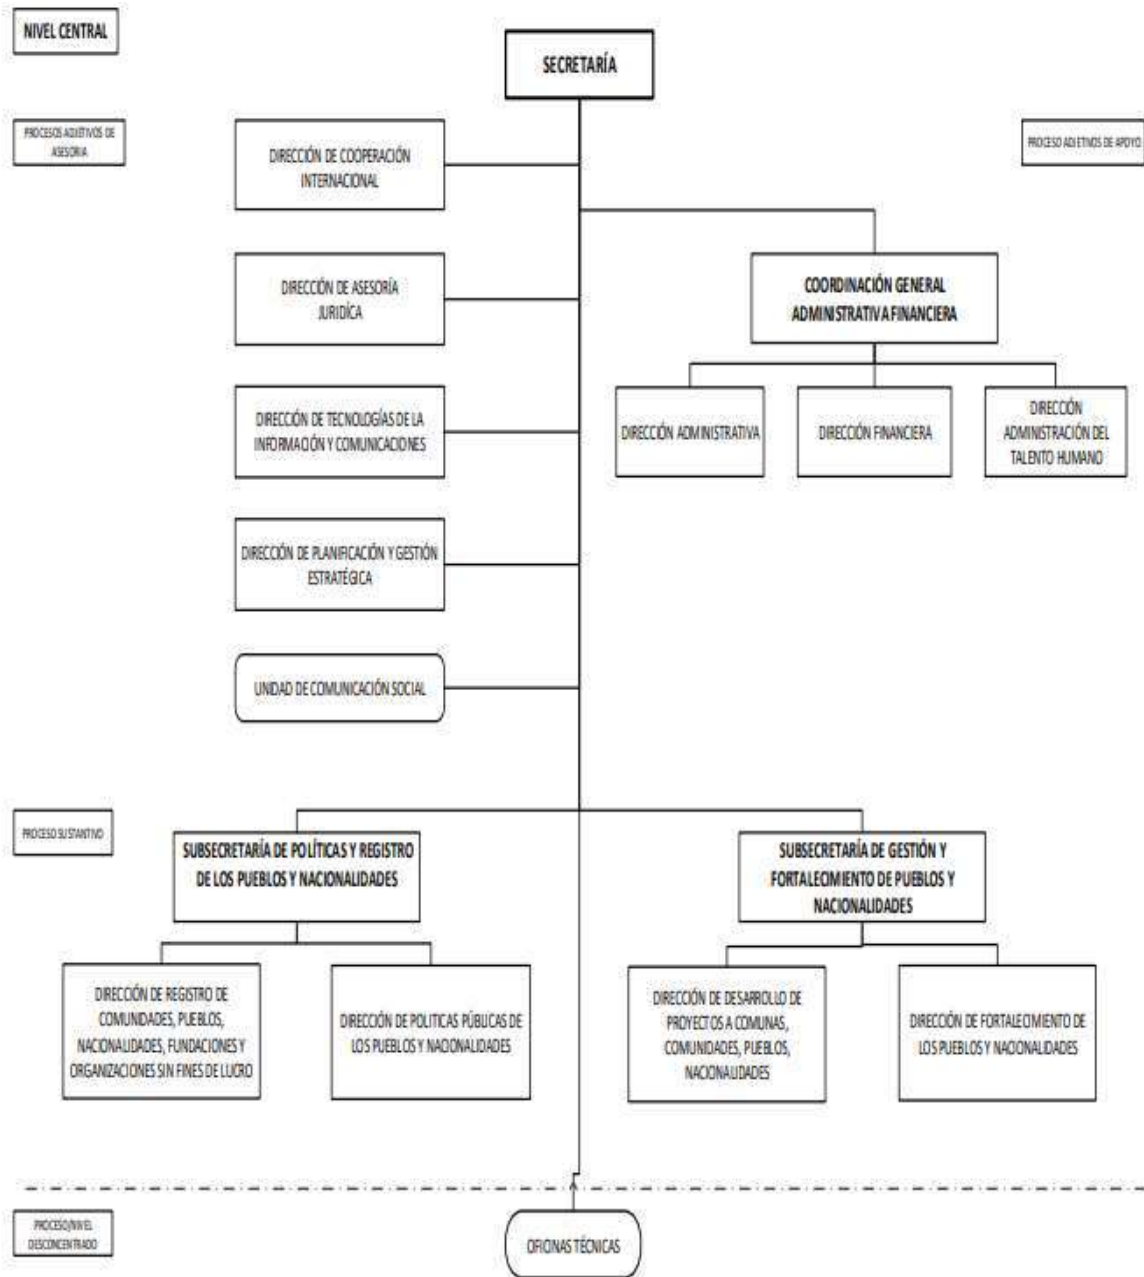 NIVEL CENTRAL
SECRETARÍA
PROCESOS ADJETIVOS DE
ASESORIA
PROCESO ADJETIVOS DE APOYO
DIRECCIÓN DE COOPERACIÓN
INTERNACIONAL
DIRECCIÓN DE ASESORÍA
JURIDÍCA
COORDINACIÓN GENERAL
ADMINISTRATIVA FINANCIERA
DIRECCIÓN DE TECNOLOGÍAS DE LA
INFORMACIÓN Y COMUNICACIONES
DIRECCIÓN ADMINISTRATIVA
DIRECCIÓN FINANCIERA
DIRECCIÓN
ADMINISTRACIÓN DEL
TALENTO HUMANO
DIRECCIÓN DE PLANIFICACIÓN Y GESTIÓN
ESTRATÉGICA
UNIDAD DE COMUNICACIÓN SOCIAL
PROCESO SUSTANTIVO
SUBSECRETARÍA DE POLÍTICAS Y REGISTRO
DE LOS PUEBLOS Y NACIONALIDADES
SUBSECRETARÍA DE GESTIÓN Y
FORTALECIMIENTO DE PUEBLOS Y
NACIONALIDADES
DIRECCIÓN DE REGISTRO DE
COMUNIDADES, PUEBLOS,
NACIONALIDADES, FUNDACIONES Y
ORGANIZACIONES SIN FINES DE LUCRO
DIRECCIÓN DE POLITICAS PÚBLICAS DE
LOS PUEBLOS Y NACIONALIDADES
DIRECCIÓN DE DESARROLLO DE
PROYECTOS A COMUNAS,
COMUNIDADES, PUEBLOS,
NACIONALIDADES
DIRECCIÓN DE FORTALECIMIENTO DE
LOS PUEBLOS Y NACIONALIDADES
PROCESO/NIVEL
DESCONCENTRADO
OFICINAS TÉCNICAS